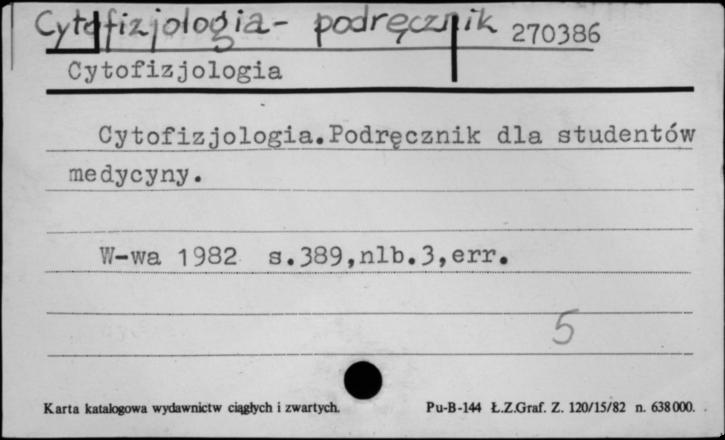 Cytofizjologia - podręcznik 270386
Cytofizjologia
Cytofizjologia.Podręcznik dla studentów
medycyny.
W-wa 1982 s.389,nlb.3,err.
5
Karta katalogowa wydawnictw ciągłych i zwartych. Pu-B-144 Ł.Z.Graf. Z. 120/15/82 n. 638000.